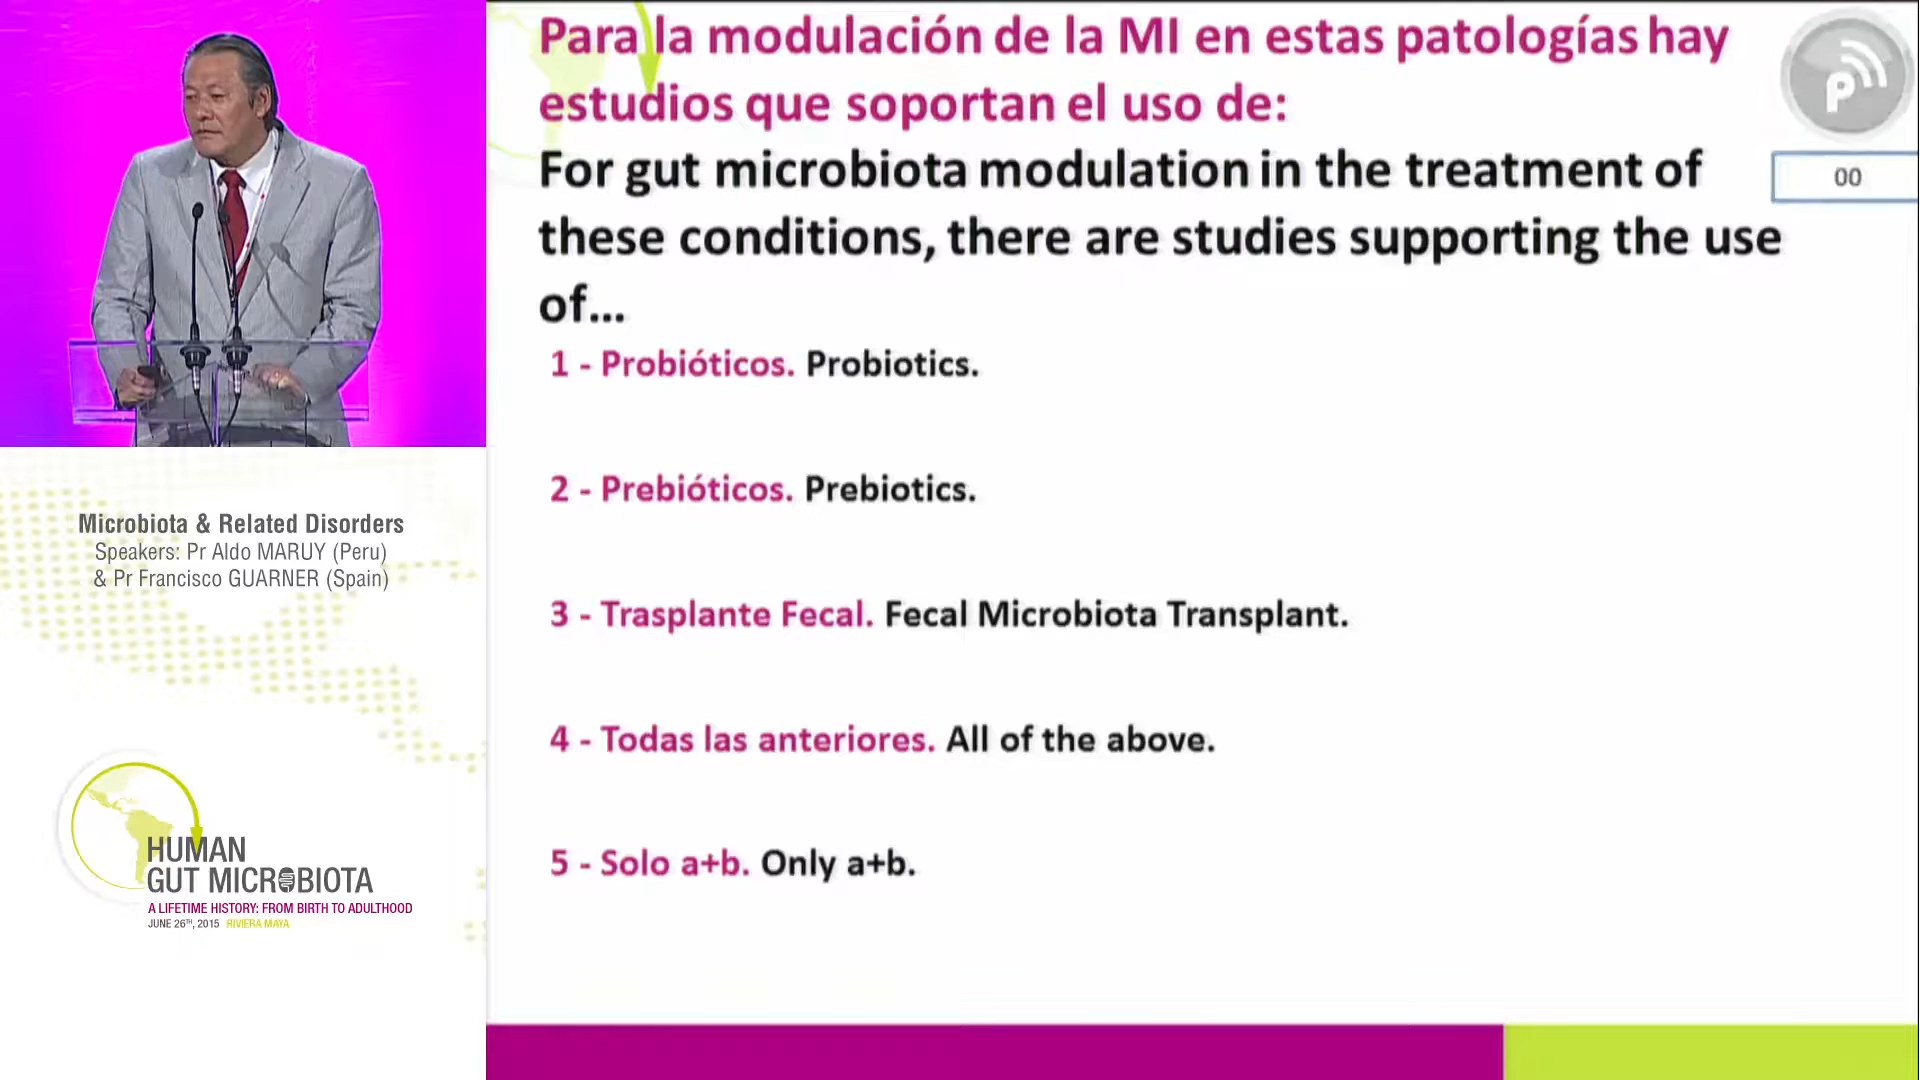 Para la modulación de la MI en estas patologías hay
estudios que soportan el uso de:
For gut microbiota modulation in the treatment of
these conditions, there are studies supporting the use
of...
1 - Probióticos. Probiotics.
2 - Prebióticos. Prebiotics.
3 - Trasplante Fecal. Fecal Microbiota Transplant.
4 - Todas las anteriores. All of the above.
5 - Solo a+b. Only a+b.
P
00
Microbiota & Related Disorders
Speakers: Pr Aldo MARUY (Peru)
& Pr Francisco GUARNER (Spain)
HUMAN
GUT MICROBIOTA
A LIFETIME HISTORY: FROM BIRTH TO ADULTHOOD
JUNE 26TH, 2015 RIVIERA MAYA